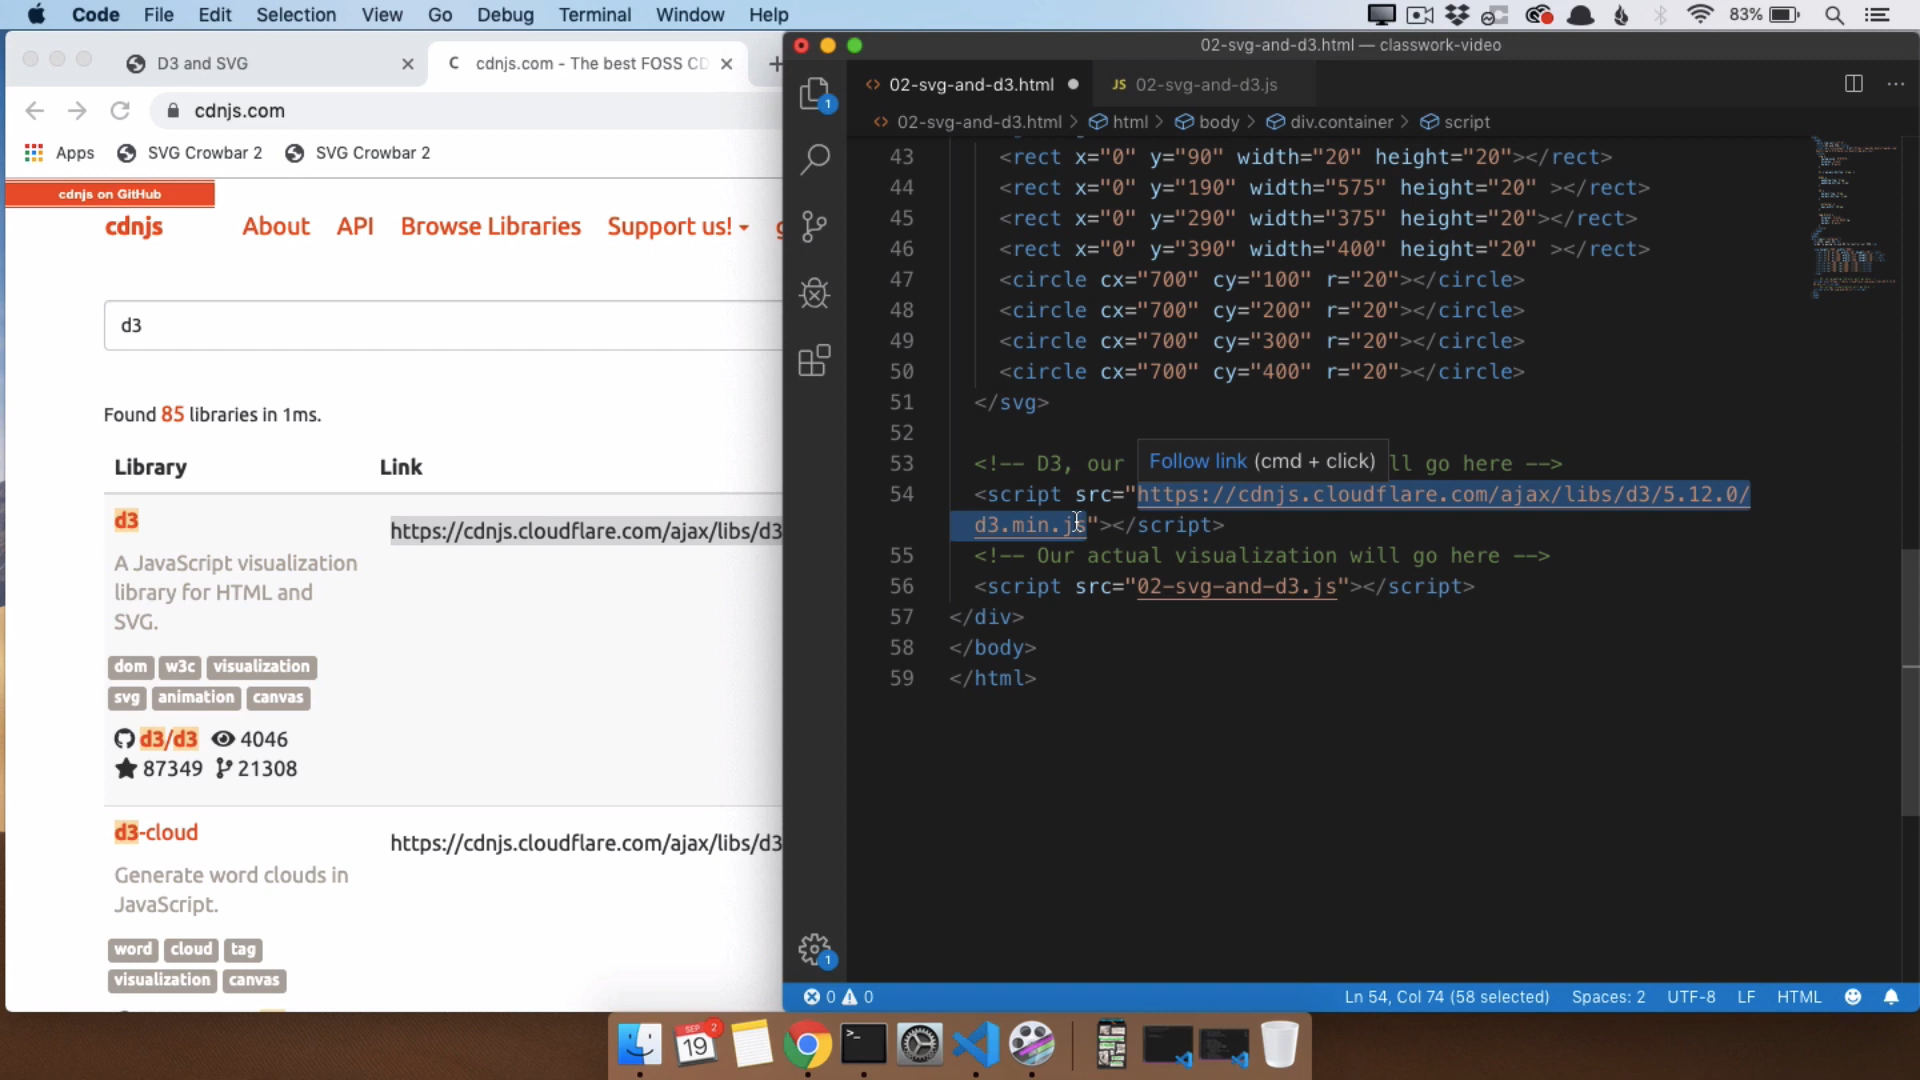 Code File Edit Selection View Go Debug Terminal Window Help 83%
D3 and SVG
cdnjs.com - The best FOSS CD
cdnjs.com
Apps SVG Crowbar 2 SVG Crowbar 2
cdnjs on GitHub
cdnjs About API Browse Libraries Support us!
d3
Found 85 libraries in 1ms.
Library Link
d3 https://cdnjs.cloudflare.com/ajax/libs/d3
A JavaScript visualization
library for HTML and
SVG.
dom w3c visualization
svg animation canvas
d3/d3 4046
87349 21308
d3-cloud https://cdnjs.cloudflare.com/ajax/libs/d3
Generate word clouds in
JavaScript.
word cloud tag
visualization canvas
02-svg-and-d3.html — classwork-video
1
02-svg-and-d3.html JS 02-svg-and-d3.js
02-svg-and-d3.html > html > body > div.container > script
43 <rect x="0" y="90" width="20" height="20"></rect>
44 <rect x="0" y="190" width="575" height="20" ></rect>
45 <rect x="0" y="290" width="375" height="20"></rect>
46 <rect x="0" y="390" width="400" height="20" ></rect>
47 <circle cx="700" cy="100" r="20"></circle>
48 <circle cx="700" cy="200" r="20"></circle>
49 <circle cx="700" cy="300" r="20"></circle>
50 <circle cx="700" cy="400" r="20"></circle>
51 </svg>
52
Follow link (cmd + click)
53 <!-- D3, our ll go here -->
54 <script src="https://cdnjs.cloudflare.com/ajax/libs/d3/5.12.0/
d3.min.js"></script>
55 <!-- Our actual visualization will go here -->
56 <script src="02-svg-and-d3.js"></script>
57 </div>
58 </body>
59 </html>
1
0 0 Ln 54, Col 74 (58 selected) Spaces: 2 UTF-8 LF HTML
SEP 2
19